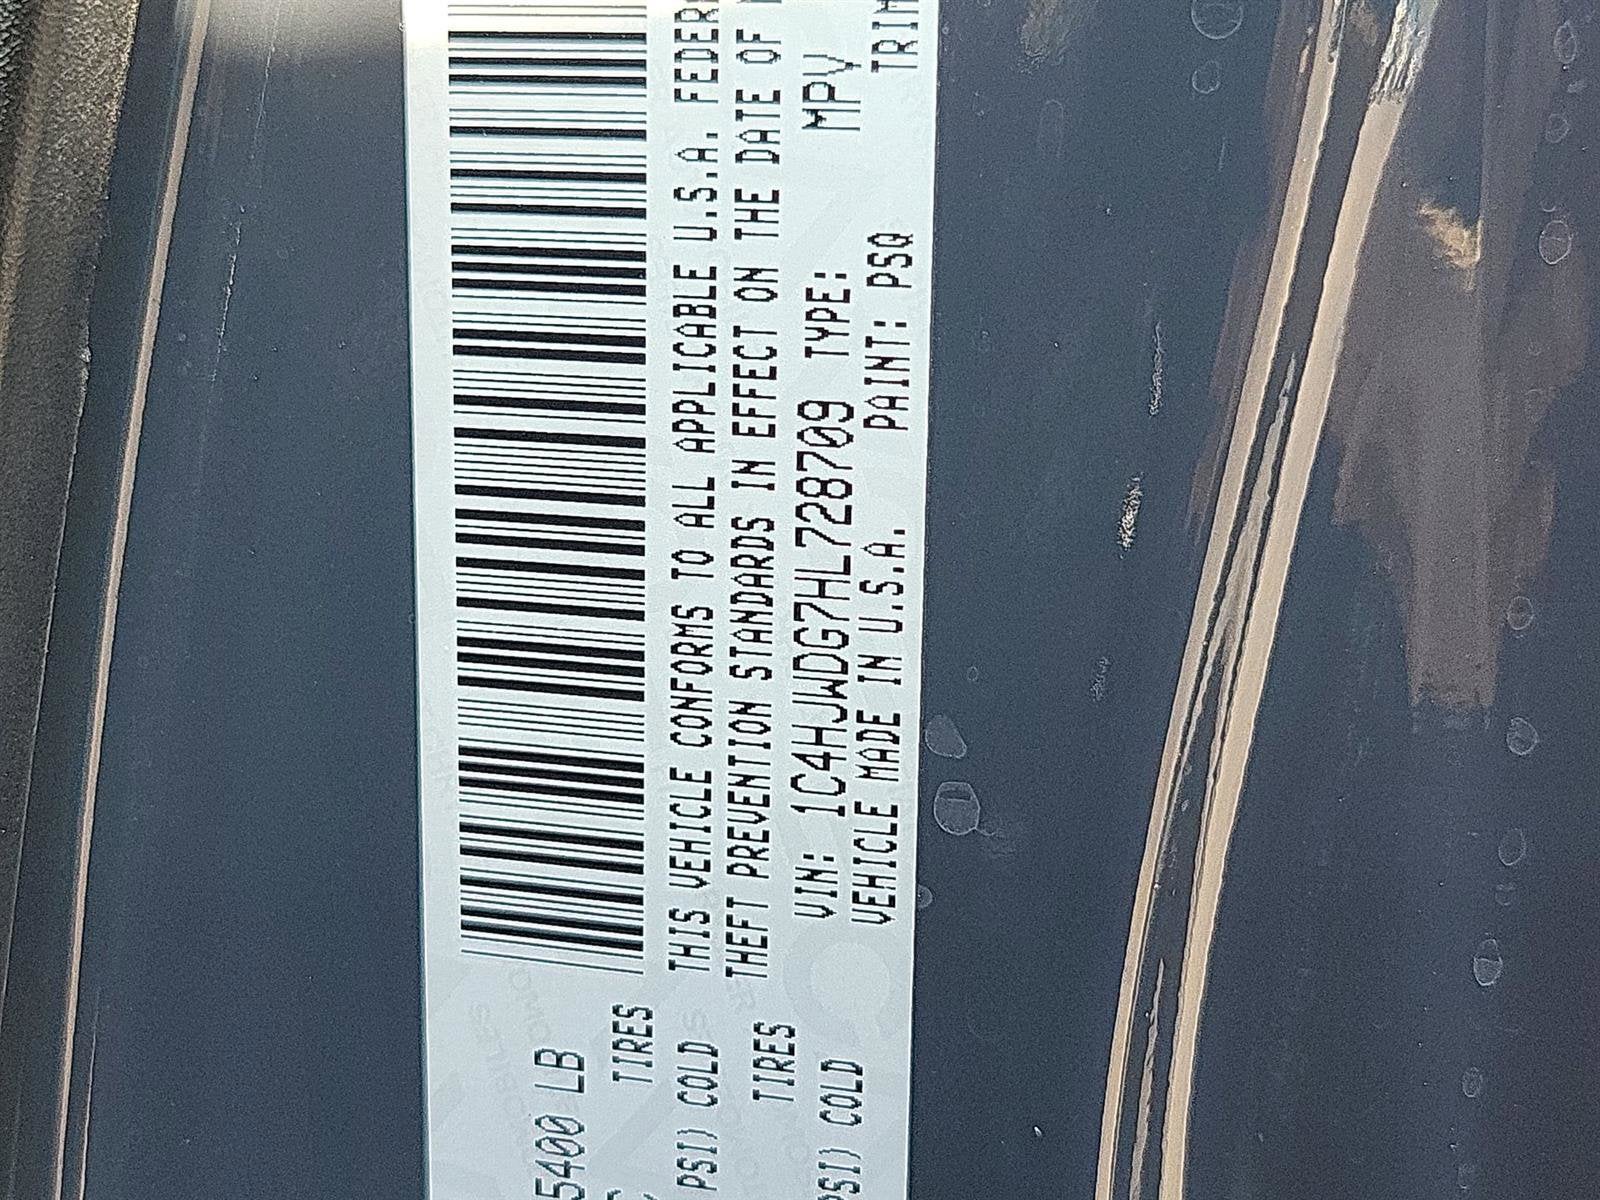 5400 LB
TIRES
PSI) COLD
TIRES
PSI) COLD
THIS VEHICLE CONFORMS TO ALL APPLICABLE U.S.A. FEDER
THEFT PREVENTION STANDARDS IN EFFECT ON THE DATE OF
VIN: 1C4HJWDG7HL728709 TYPE: MPV
VEHICLE MADE IN U.S.A. PAINT: PSQ TRIM